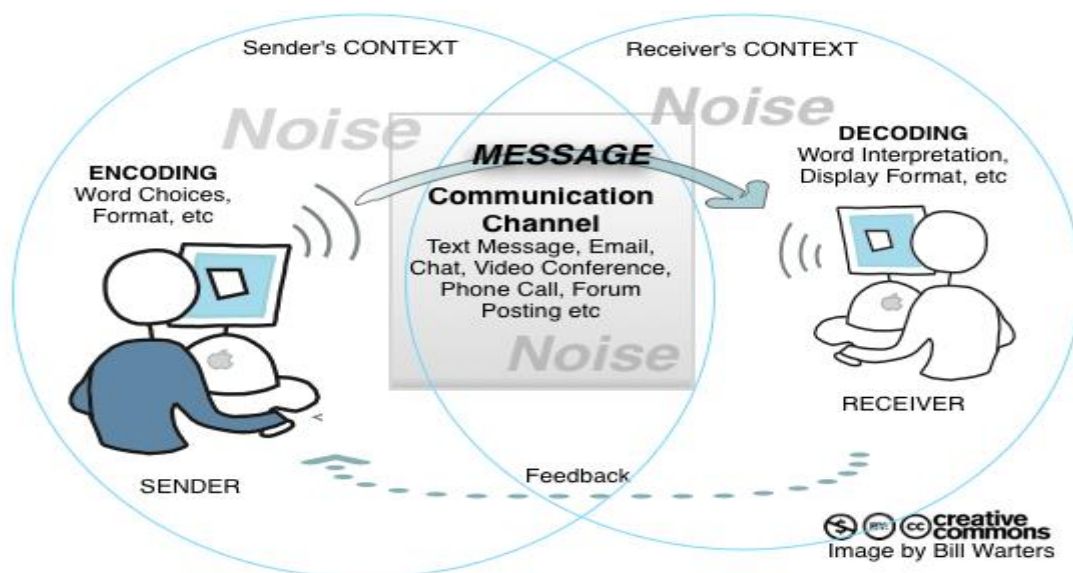 Sender's CONTEXT
Receiver's CONTEXT
Noise
Noise
ENCODING
Word Choices,
Format, etc
MESSAGE
DECODING
Word Interpretation,
Display Format, etc
Communication
Channel
Text Message, Email,
Chat, Video Conference,
Phone Call, Forum
Posting etc
Noise
SENDER
RECEIVER
Feedback
$ BY: cc creative
commons
Image by Bill Warters